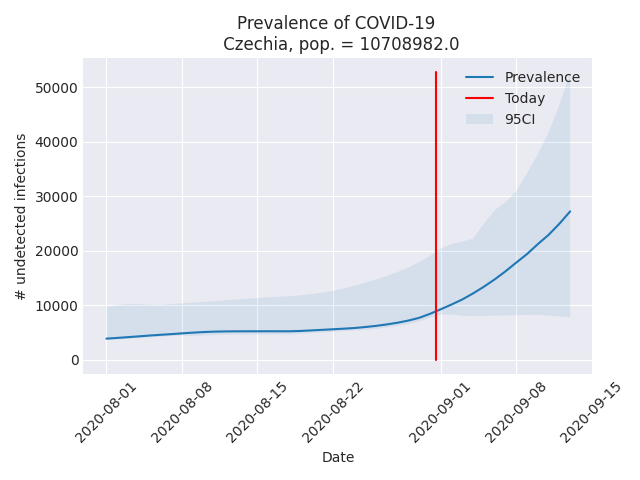 Prevalence of COVID-19
Czechia, pop. = 10708982.0
Prevalence
Today
95CI
# undetected infections
50000
40000
30000
20000
10000
0
2020-08-01
2020-08-08
2020-08-15
2020-08-22
2020-09-01
2020-09-08
2020-09-15
Date